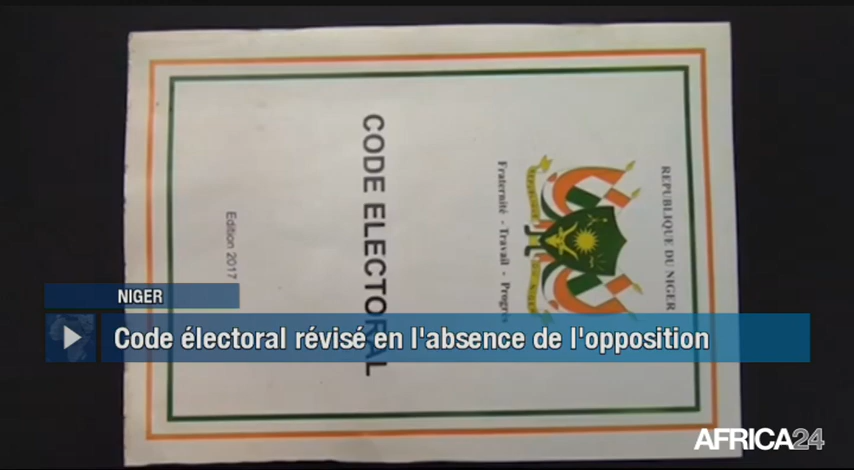 REPUBLIQUE DU NIGER
Fraternité - Travail - Progrès
CODE ELECTORAL
Edition 2017
NIGER
Code électoral révisé en l'absence de l'opposition
AFRICA24